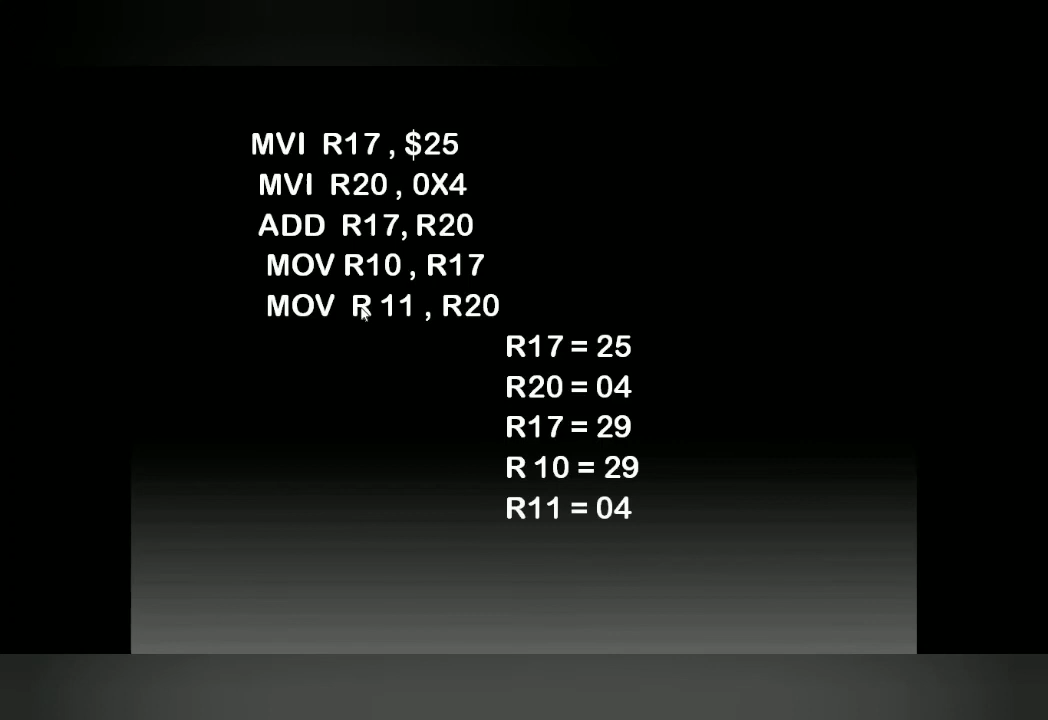 MVI R17 , $25
MVI R20 , 0X4
ADD R17, R20
MOV R10 , R17
MOV R 11 , R20
R17 = 25
R20 = 04
R17 = 29
R 10 = 29
R11 = 04